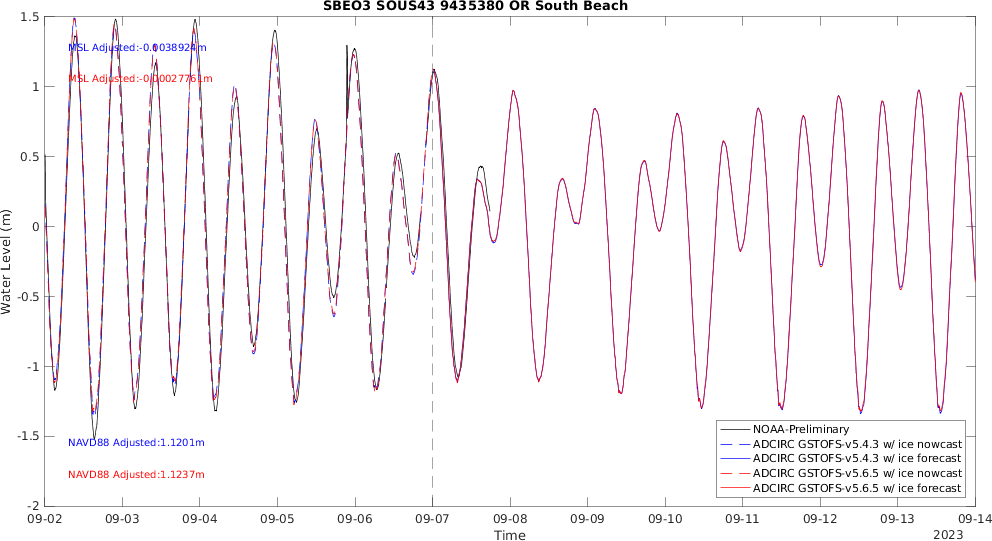 SBEO3 SOUS43 9435380 OR South Beach
1.5
MSL Adjusted:-0.0038924m
MSL Adjusted:-0.00027761m
1
0.5
0
-0.5
-1
-1.5
-2
Water Level (m)
NAVD88 Adjusted:1.1201m
NAVD88 Adjusted:1.1237m
NOAA-Preliminary
ADCIRC GSTOFS-v5.4.3 w/ ice nowcast
ADCIRC GSTOFS-v5.4.3 w/ ice forecast
ADCIRC GSTOFS-v5.6.5 w/ ice nowcast
ADCIRC GSTOFS-v5.6.5 w/ ice forecast
09-02 09-03 09-04 09-05 09-06 09-07 09-08 09-09 09-10 09-11 09-12 09-13 09-14
Time
2023